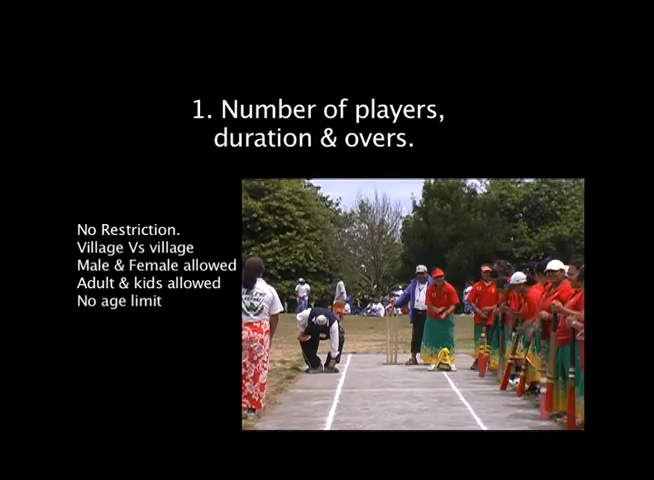 1. Number of players,
duration & overs.
No Restriction.
Village Vs village
Male & Female allowed
Adult & kids allowed
No age limit